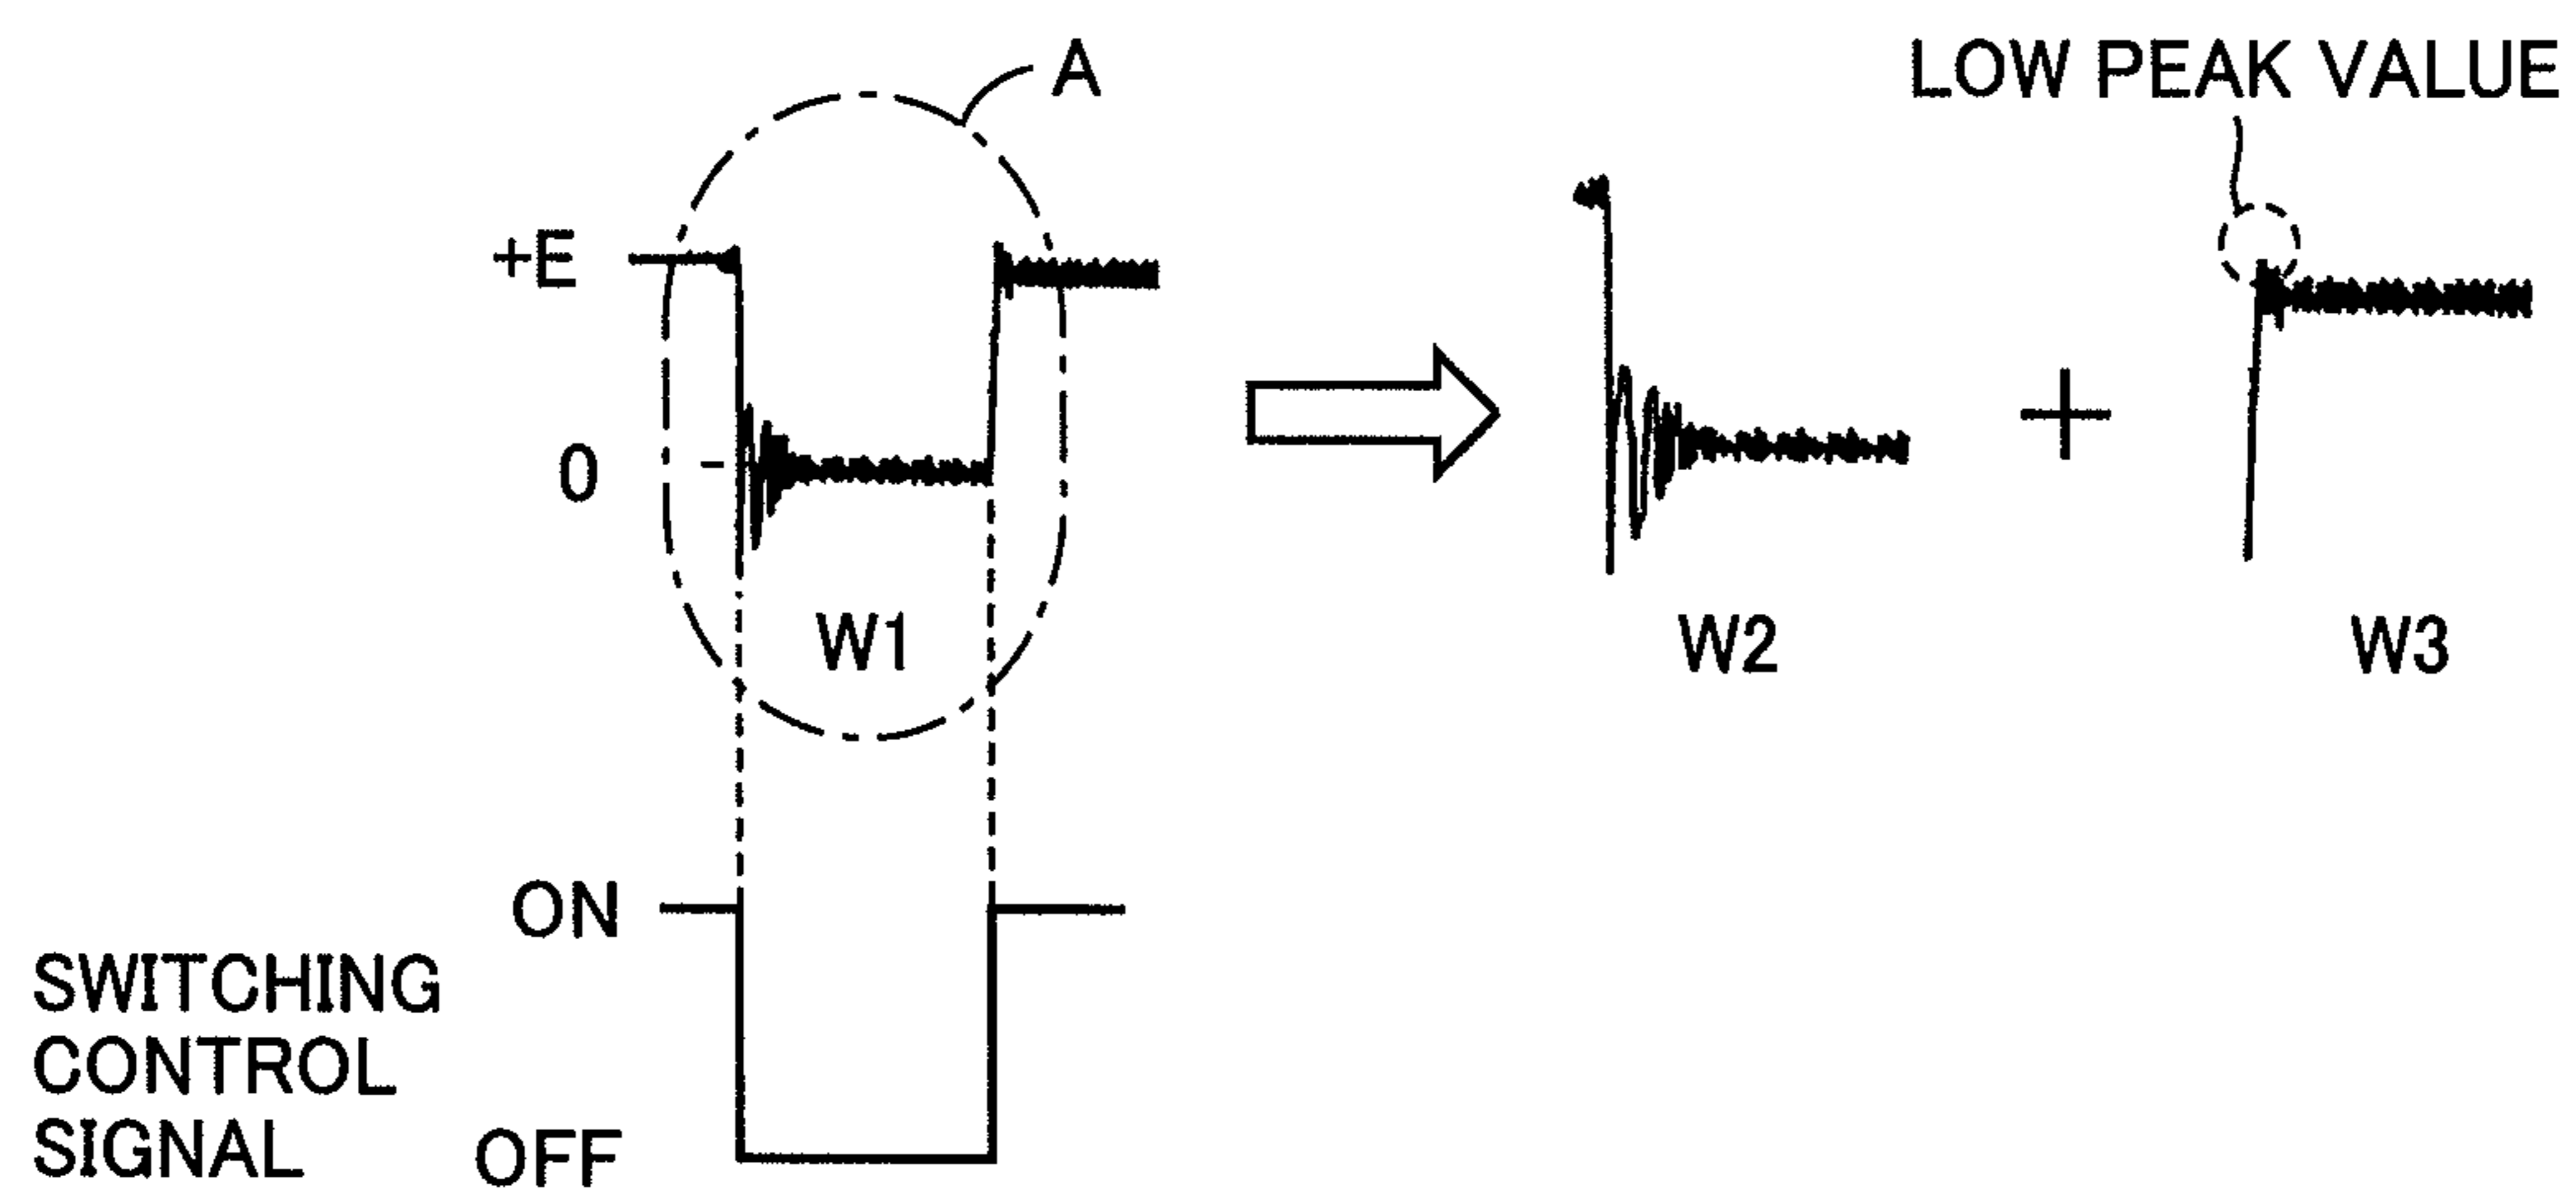 A
LOW PEAK VALUE
+E
0
+
W1
W2
W3
ON
SWITCHING
CONTROL
SIGNAL
OFF